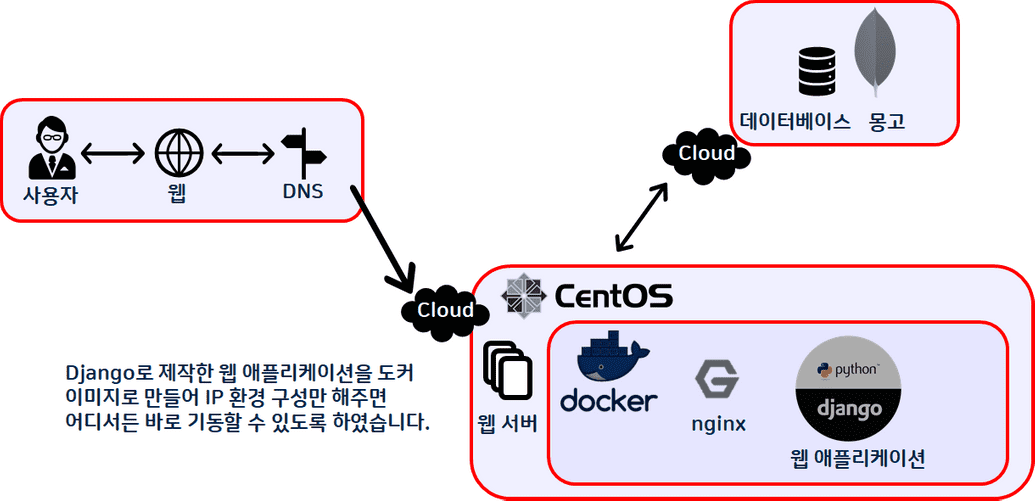 데이터베이스 몽고
Cloud
사용자
웹
DNS
Cloud
CentOS
Django로 제작한 웹 애플리케이션을 도커
이미지로 만들어 IP 환경 구성만 해주면
어디서든 바로 기동할 수 있도록 하였습니다.
웹 서버
docker
nginx
python
django
웹 애플리케이션